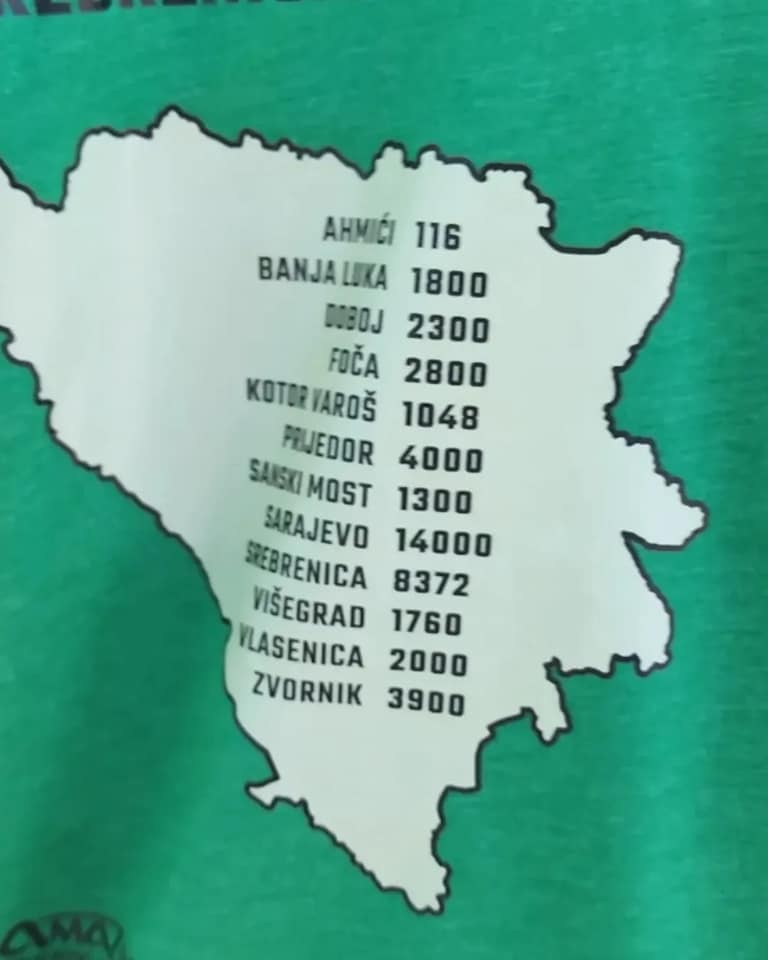 AHMIĆI 116
BANJA LUKA 1800
DOBOJ 2300
FOČA 2800
KOTOR VAROŠ 1048
PRIJEDOR 4000
SANSKI MOST 1300
SARAJEVO 14000
SREBRENICA 8372
VIŠEGRAD 1760
VLASENICA 2000
ZVORNIK 3900
AMA